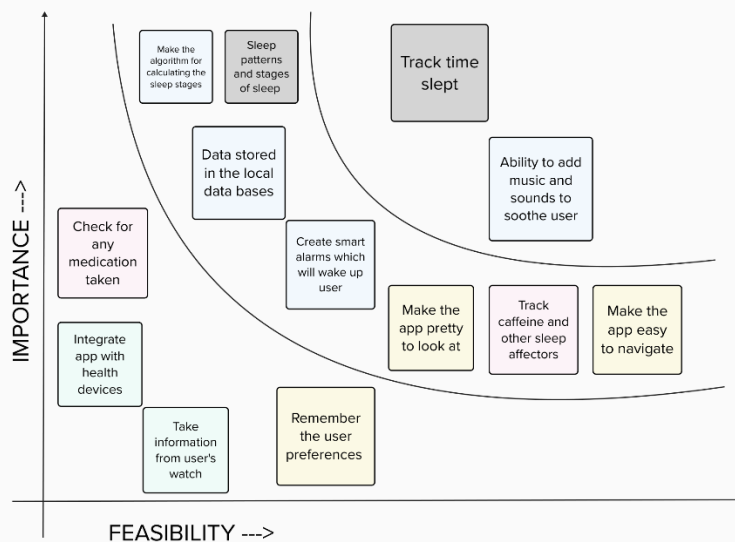 Make the
algorithm for
calculating the
sleep stages
Sleep
patterns
and stages
of sleep
Track time
slept
Data stored
in the local
data bases
Ability to add
music and
sounds to
soothe user
Check for
any
medication
taken
Create smart
alarms which
will wake up
user
Make the
app pretty
to look at
Track
caffeine and
other sleep
affectors
Make the
app easy
to navigate
Integrate
app with
health
devices
Take
information
from user's
watch
Remember
the user
preferences
IMPORTANCE --->
FEASIBILITY --->